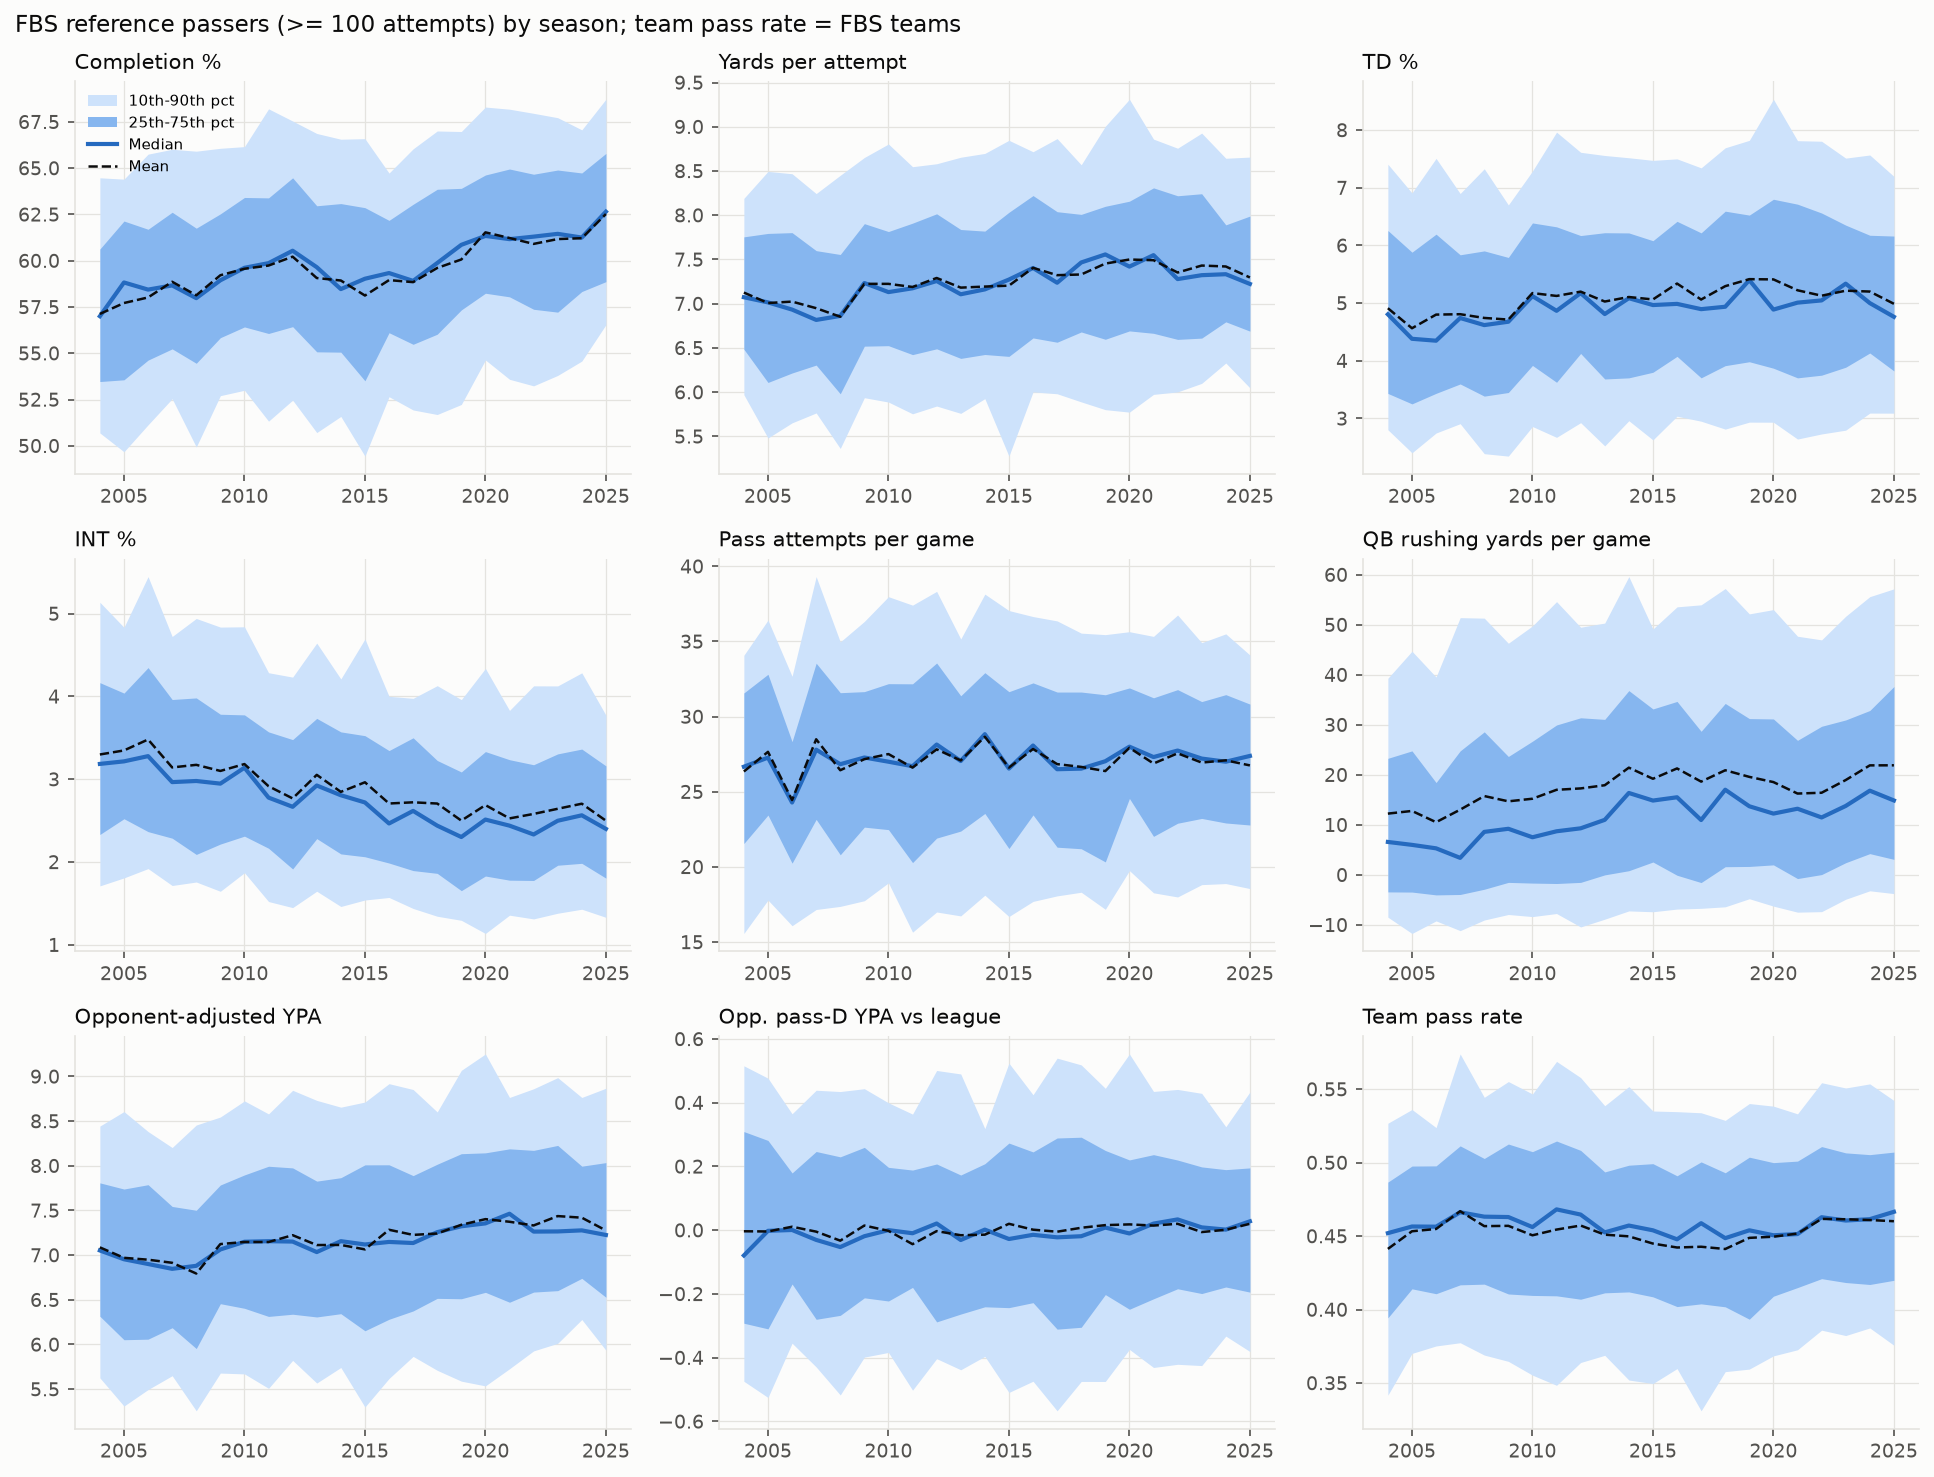 FBS reference passers (>= 100 attempts) by season; team pass rate = FBS teams
Completion %
10th-90th pct
25th-75th pct
Median
Mean
67.5
65.0
62.5
60.0
57.5
55.0
52.5
50.0
2005 2010 2015 2020 2025
Yards per attempt
9.5
9.0
8.5
8.0
7.5
7.0
6.5
6.0
5.5
2005 2010 2015 2020 2025
TD %
8
7
6
5
4
3
2005 2010 2015 2020 2025
INT %
5
4
3
2
1
2005 2010 2015 2020 2025
Pass attempts per game
40
35
30
25
20
15
2005 2010 2015 2020 2025
QB rushing yards per game
60
50
40
30
20
10
0
−10
2005 2010 2015 2020 2025
Opponent-adjusted YPA
9.0
8.5
8.0
7.5
7.0
6.5
6.0
5.5
2005 2010 2015 2020 2025
Opp. pass-D YPA vs league
0.6
0.4
0.2
0.0
−0.2
−0.4
−0.6
2005 2010 2015 2020 2025
Team pass rate
0.55
0.50
0.45
0.40
0.35
2005 2010 2015 2020 2025